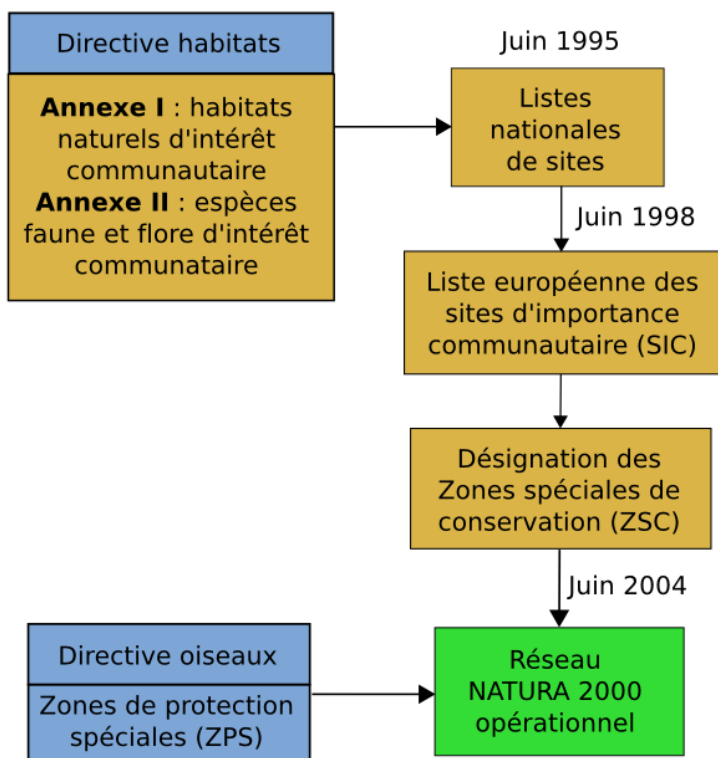 Directive habitats
Annexe I : habitats
naturels d'intérêt
communautaire
Annexe II : espèces
faune et flore d'intérêt
communataire
Juin 1995
Listes
nationales
de sites
Juin 1998
Liste européenne des
sites d'importance
communautaire (SIC)
Désignation des
Zones spéciales de
conservation (ZSC)
Juin 2004
Directive oiseaux
Zones de protection
spéciales (ZPS)
Réseau
NATURA 2000
opérationnel